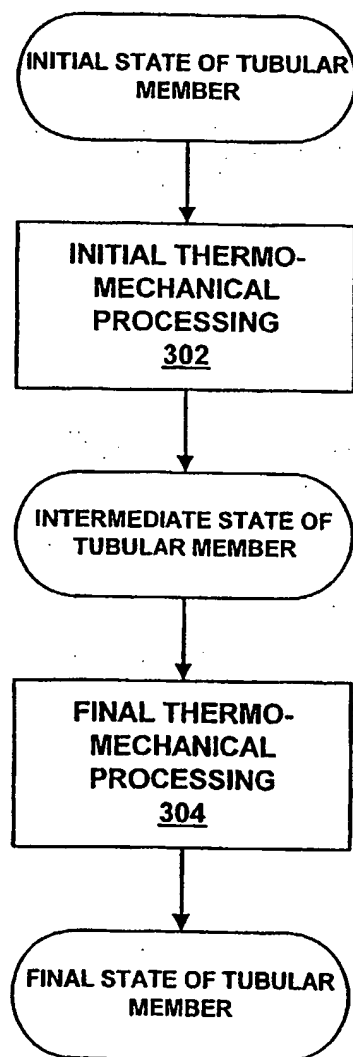 INITIAL STATE OF TUBULAR
MEMBER
INITIAL THERMO-
MECHANICAL
PROCESSING
302
INTERMEDIATE STATE OF
TUBULAR MEMBER
FINAL THERMO-
MECHANICAL
PROCESSING
304
FINAL STATE OF TUBULAR
MEMBER